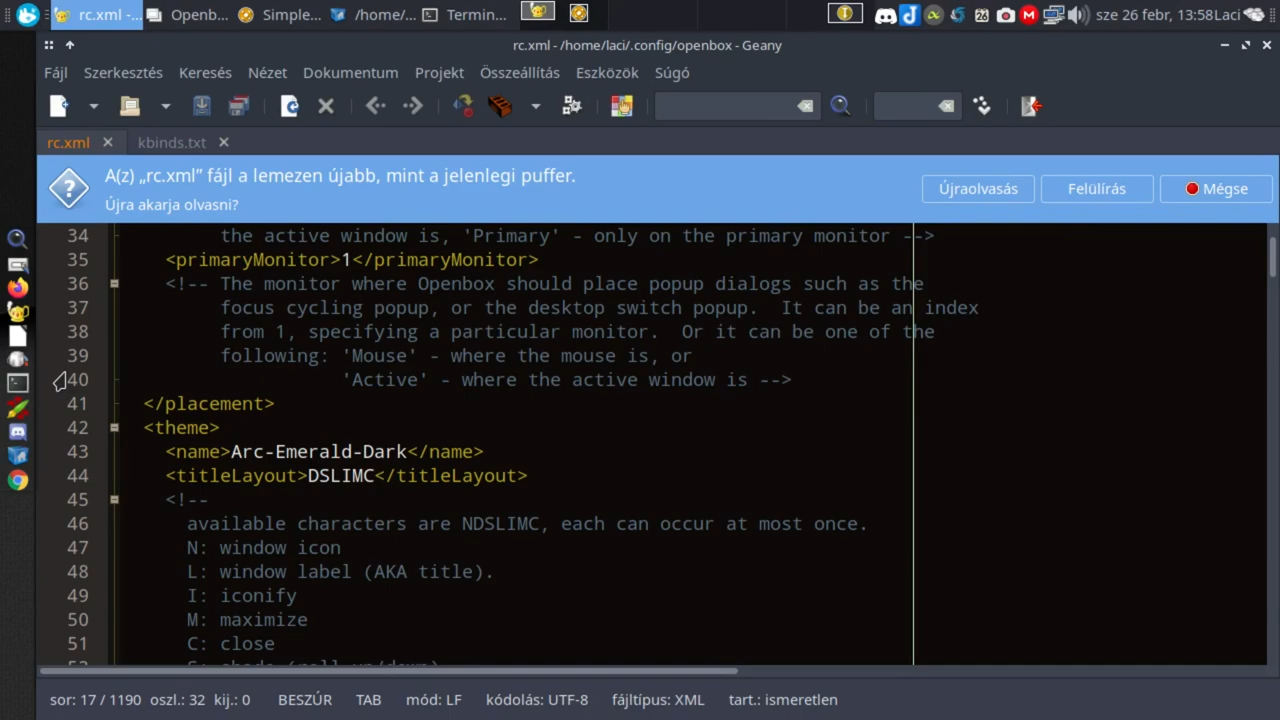 rc.xml -...
Openb...
Simple...
/home/...
Termin...
sze 26 febr, 13:58
Laci
rc.xml - /home/laci/.config/openbox - Geany
Fájl Szerkesztés Keresés Nézet Dokumentum Projekt Összeállítás Eszközök Súgó
rc.xml
kbinds.txt
A(z) „rc.xml” fájl a lemezen újabb, mint a jelenlegi puffer.
Újra akarja olvasni?
Újraolvasás
Felülírás
Mégse
34 the active window is, 'Primary' - only on the primary monitor -->
35 <primaryMonitor>1</primaryMonitor>
36 <!-- The monitor where Openbox should place popup dialogs such as the
37 focus cycling popup, or the desktop switch popup.  It can be an index
38 from 1, specifying a particular monitor.  Or it can be one of the
39 following: 'Mouse' - where the mouse is, or
40 'Active' - where the active window is -->
41 </placement>
42 <theme>
43 <name>Arc-Emerald-Dark</name>
44 <titleLayout>DSLIMC</titleLayout>
45 <!--
46 available characters are NDSLIMC, each can occur at most once.
47 N: window icon
48 L: window label (AKA title).
49 I: iconify
50 M: maximize
51 C: close
52 S: shade (roll up/down)
sor: 17 / 1190 oszl.: 32 kij.: 0 BESZÚR TAB mód: LF kódolás: UTF-8 fájltípus: XML tart.: ismeretlen